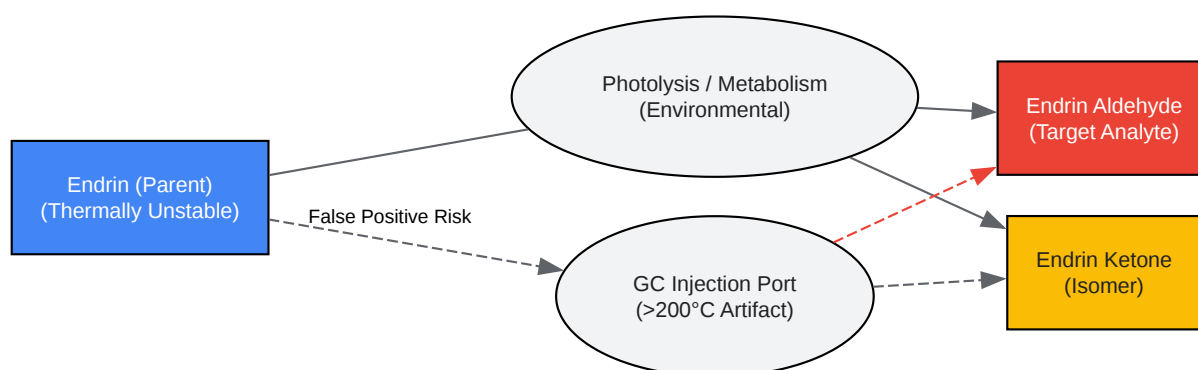 Photolysis / Metabolism
(Environmental)
Endrin Aldehyde
(Target Analyte)
Endrin (Parent)
(Thermally Unstable)
False Positive Risk
GC Injection Port
(>200°C Artifact)
Endrin Ketone
(Isomer)